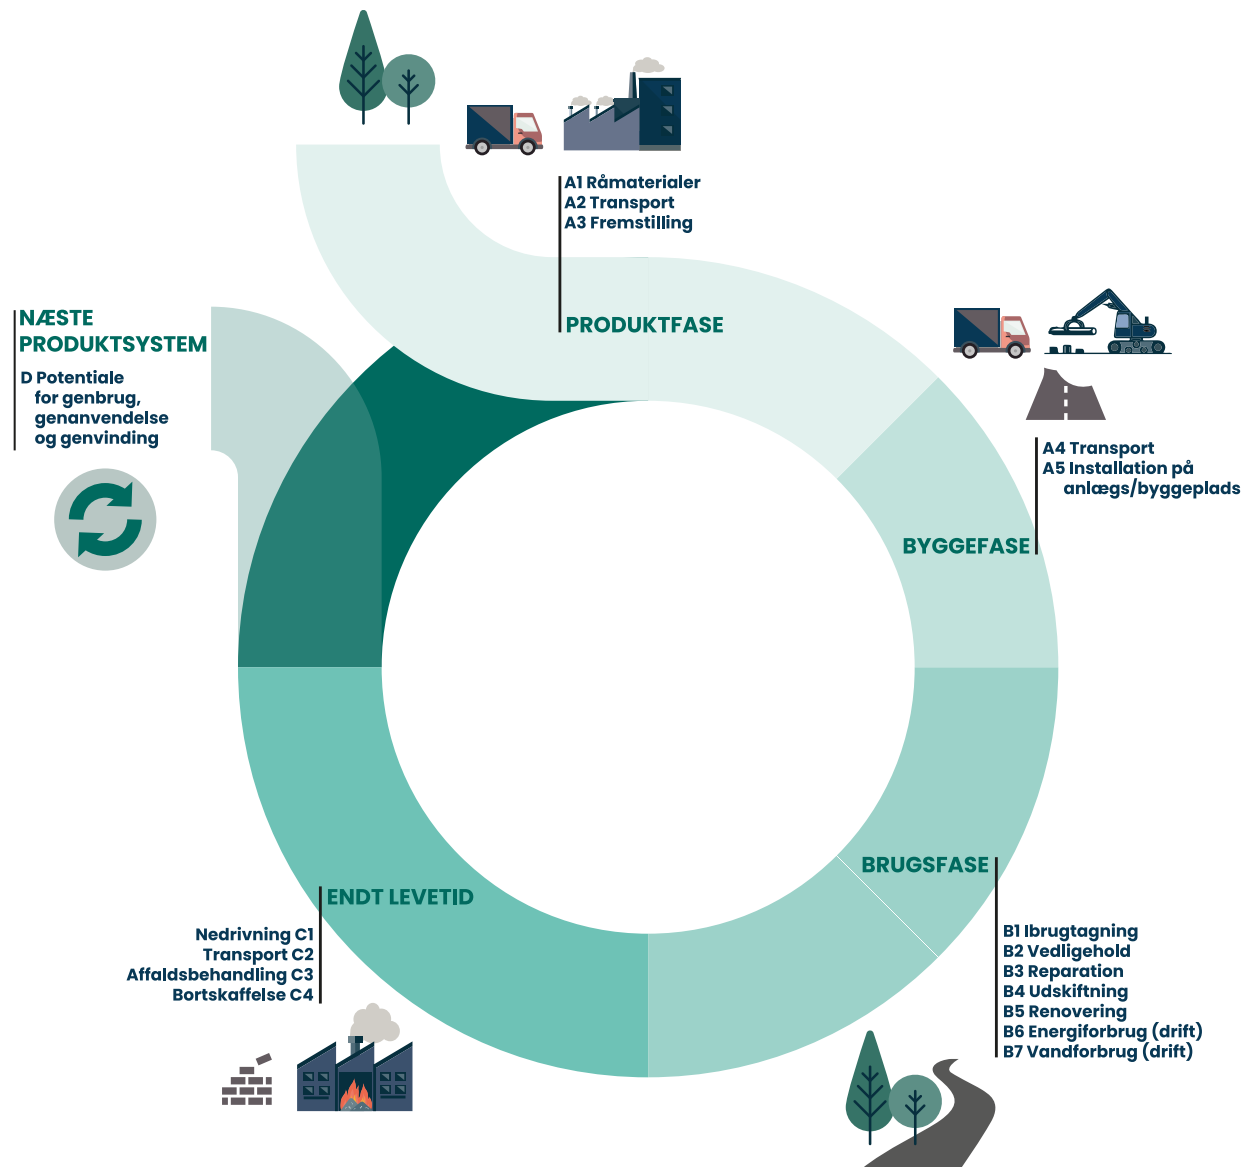 A1 Råmaterialer
A2 Transport
A3 Fremstilling
PRODUKTFASE
A4 Transport
A5 Installation på
anlægs/byggeplads
BYGGEFASE
BRUGSFASE
B1 Ibrugtagning
B2 Vedligehold
B3 Reparation
B4 Udskiftning
B5 Renovering
B6 Energiforbrug (drift)
B7 Vandforbrug (drift)
ENDT LEVETID
Nedrivning C1
Transport C2
Affaldsbehandling C3
Bortskaffelse C4
NÆSTE
PRODUKTSYSTEM
D Potentiale
for genbrug,
genanvendelse
og genvinding